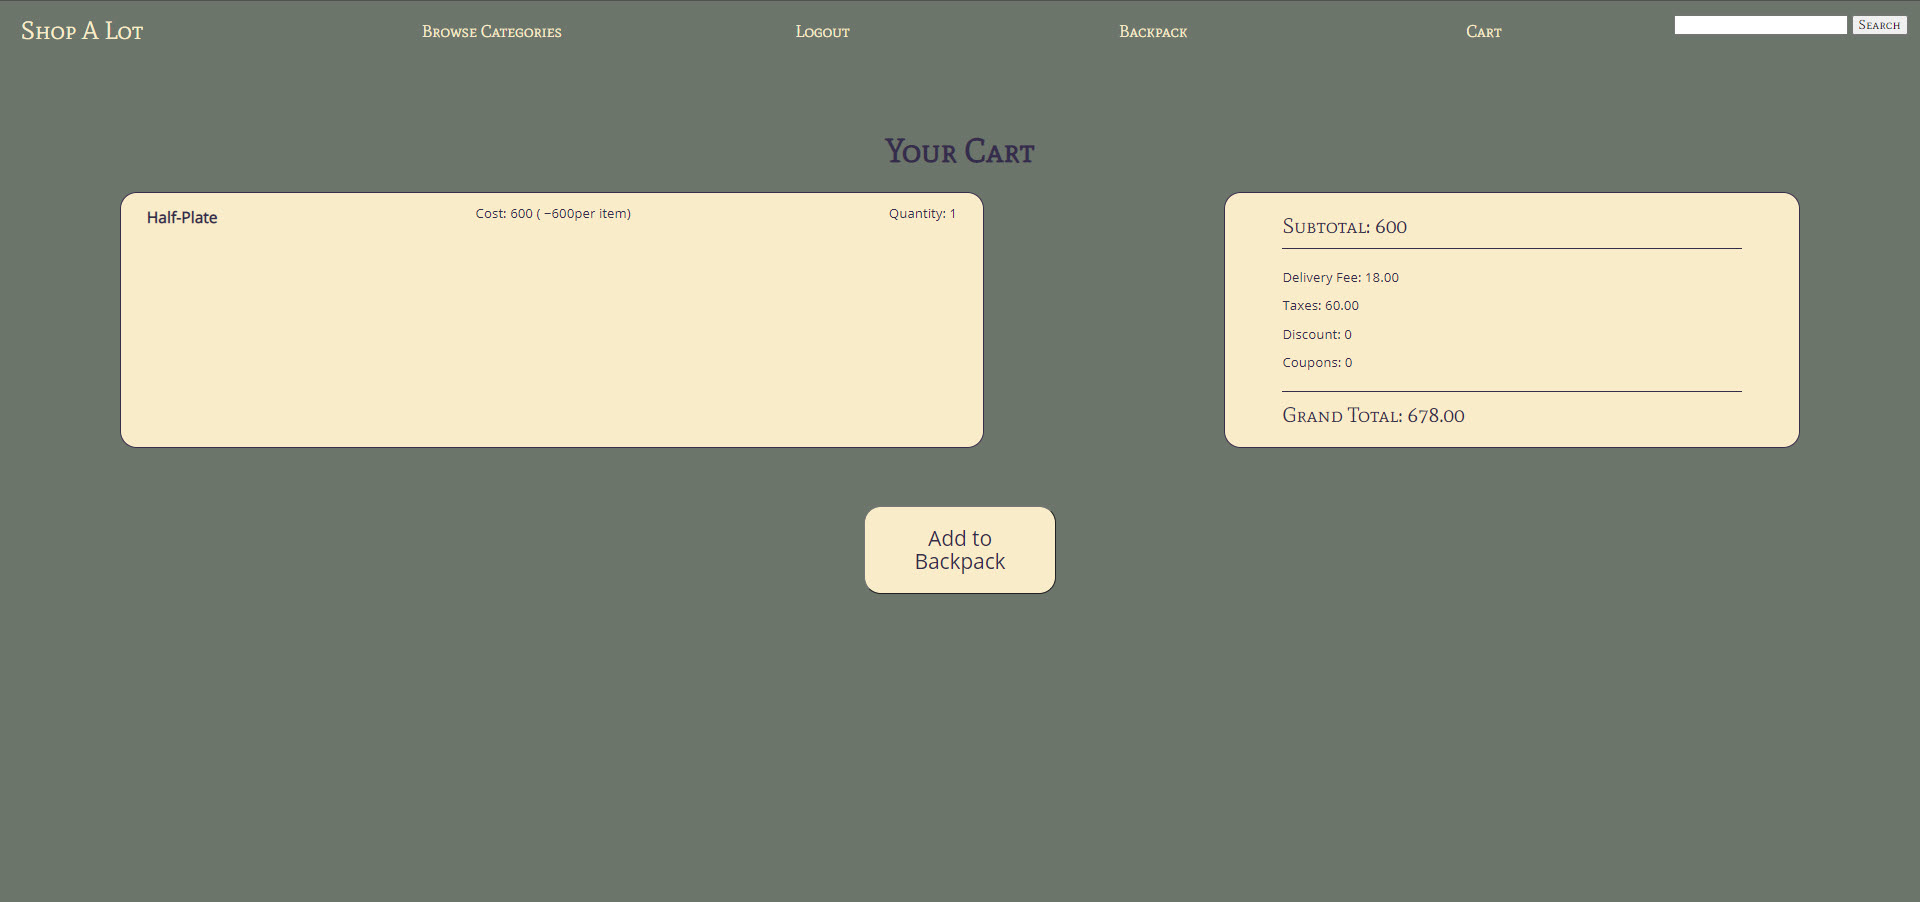 Shop A Lot
Browse Categories
Logout
Backpack
Cart
Search
Your Cart
Half-Plate
Cost: 600 ( ~600per item)
Quantity: 1
Subtotal: 600
Delivery Fee: 18.00
Taxes: 60.00
Discount: 0
Coupons: 0
Grand Total: 678.00
Add to
Backpack